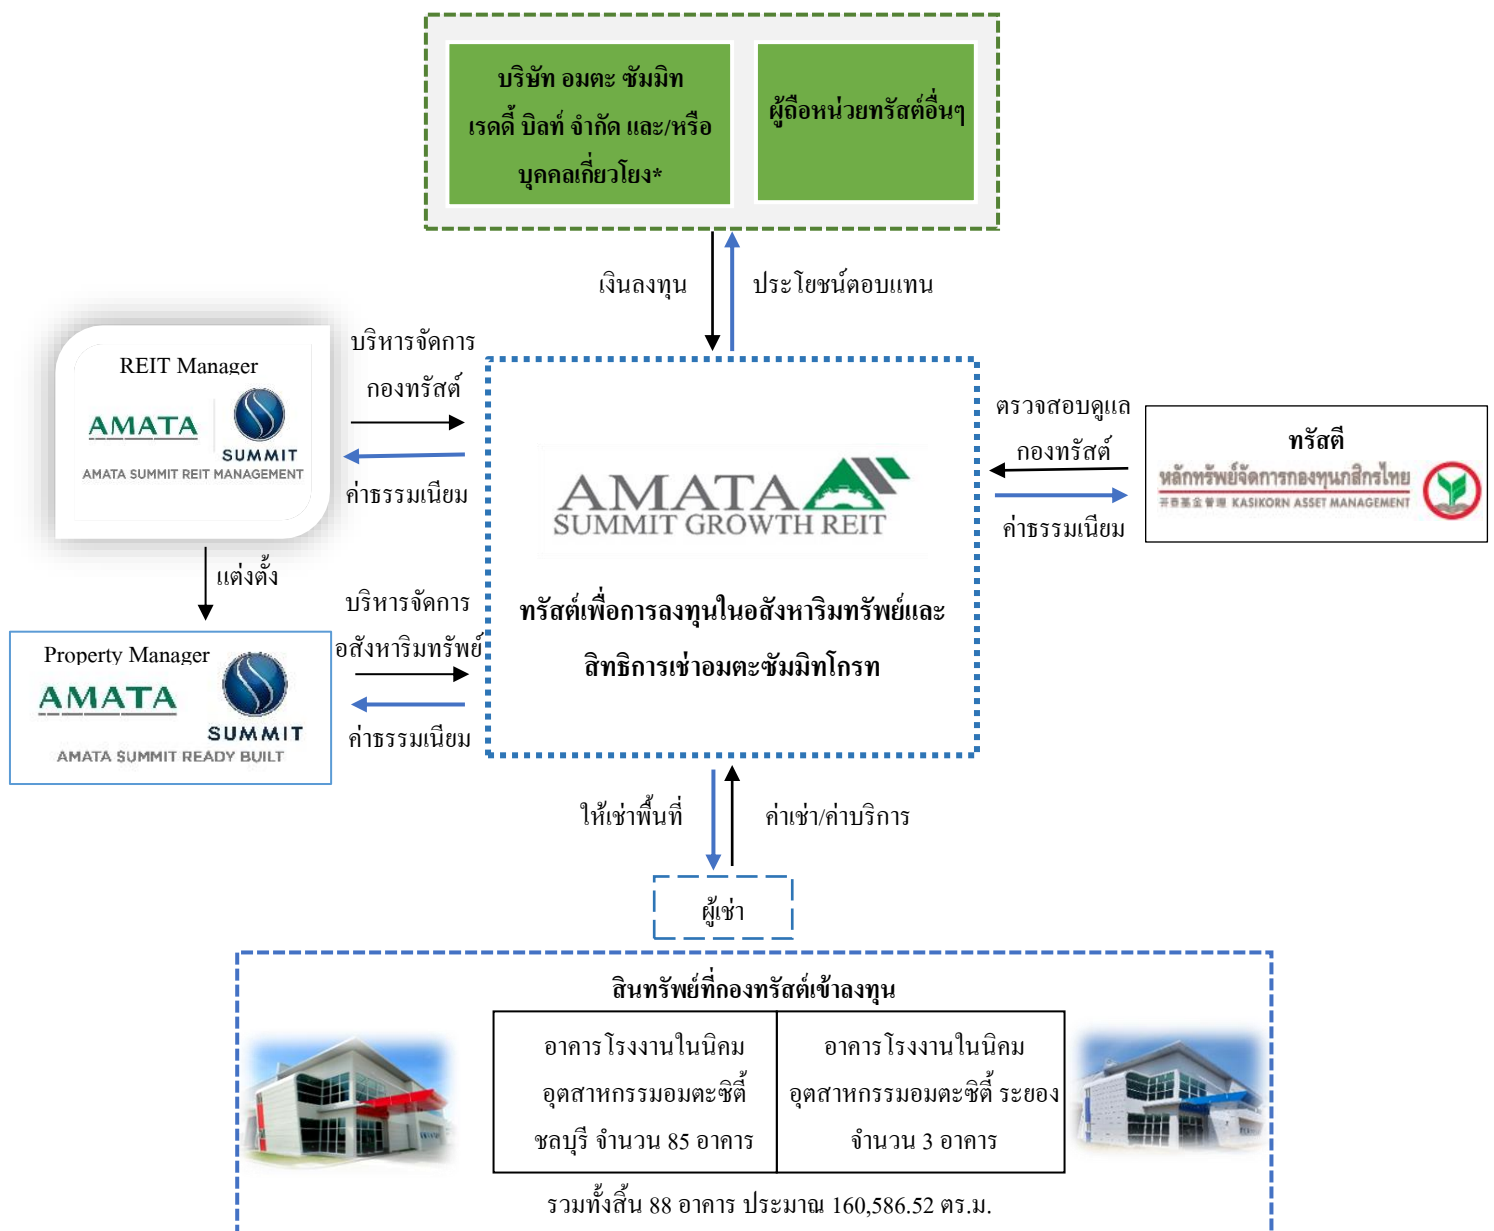 บริษัท อมตะ ซัมมิท
เรดดี้ บิลท์ จำกัด และ/หรือ
บุคคลเกี่ยวโยง*
ผู้ถือหน่วยทรัสต์อื่นๆ
เงินลงทุน
ประโยชน์ตอบแทน
REIT Manager
AMATA
SUMMIT
AMATA SUMMIT REIT MANAGEMENT
บริหารจัดการ
กองทรัสต์
ค่าธรรมเนียม
แต่งตั้ง
Property Manager
AMATA
SUMMIT
AMATA SUMMIT READY BUILT
บริหารจัดการ
อสังหาริมทรัพย์
ค่าธรรมเนียม
AMATA
SUMMIT GROWTH REIT
ทรัสต์เพื่อการลงทุนในอสังหาริมทรัพย์และ
สิทธิการเช่าอมตะซัมมิทโกรท
ตรวจสอบดูแล
กองทรัสต์
ค่าธรรมเนียม
ทรัสตี
หลักทรัพย์จัดการกองทุนกสิกรไทย
开泰基金管理 KASIKORN ASSET MANAGEMENT
ให้เช่าพื้นที่
ค่าเช่า/ค่าบริการ
ผู้เช่า
สินทรัพย์ที่กองทรัสต์เข้าลงทุน
อาคารโรงงานในนิคม
อุตสาหกรรมอมตะซิตี้
ชลบุรี จำนวน 85 อาคาร
อาคารโรงงานในนิคม
อุตสาหกรรมอมตะซิตี้ ระยอง
จำนวน 3 อาคาร
รวมทั้งสิ้น 88 อาคาร ประมาณ 160,586.52 ตร.ม.